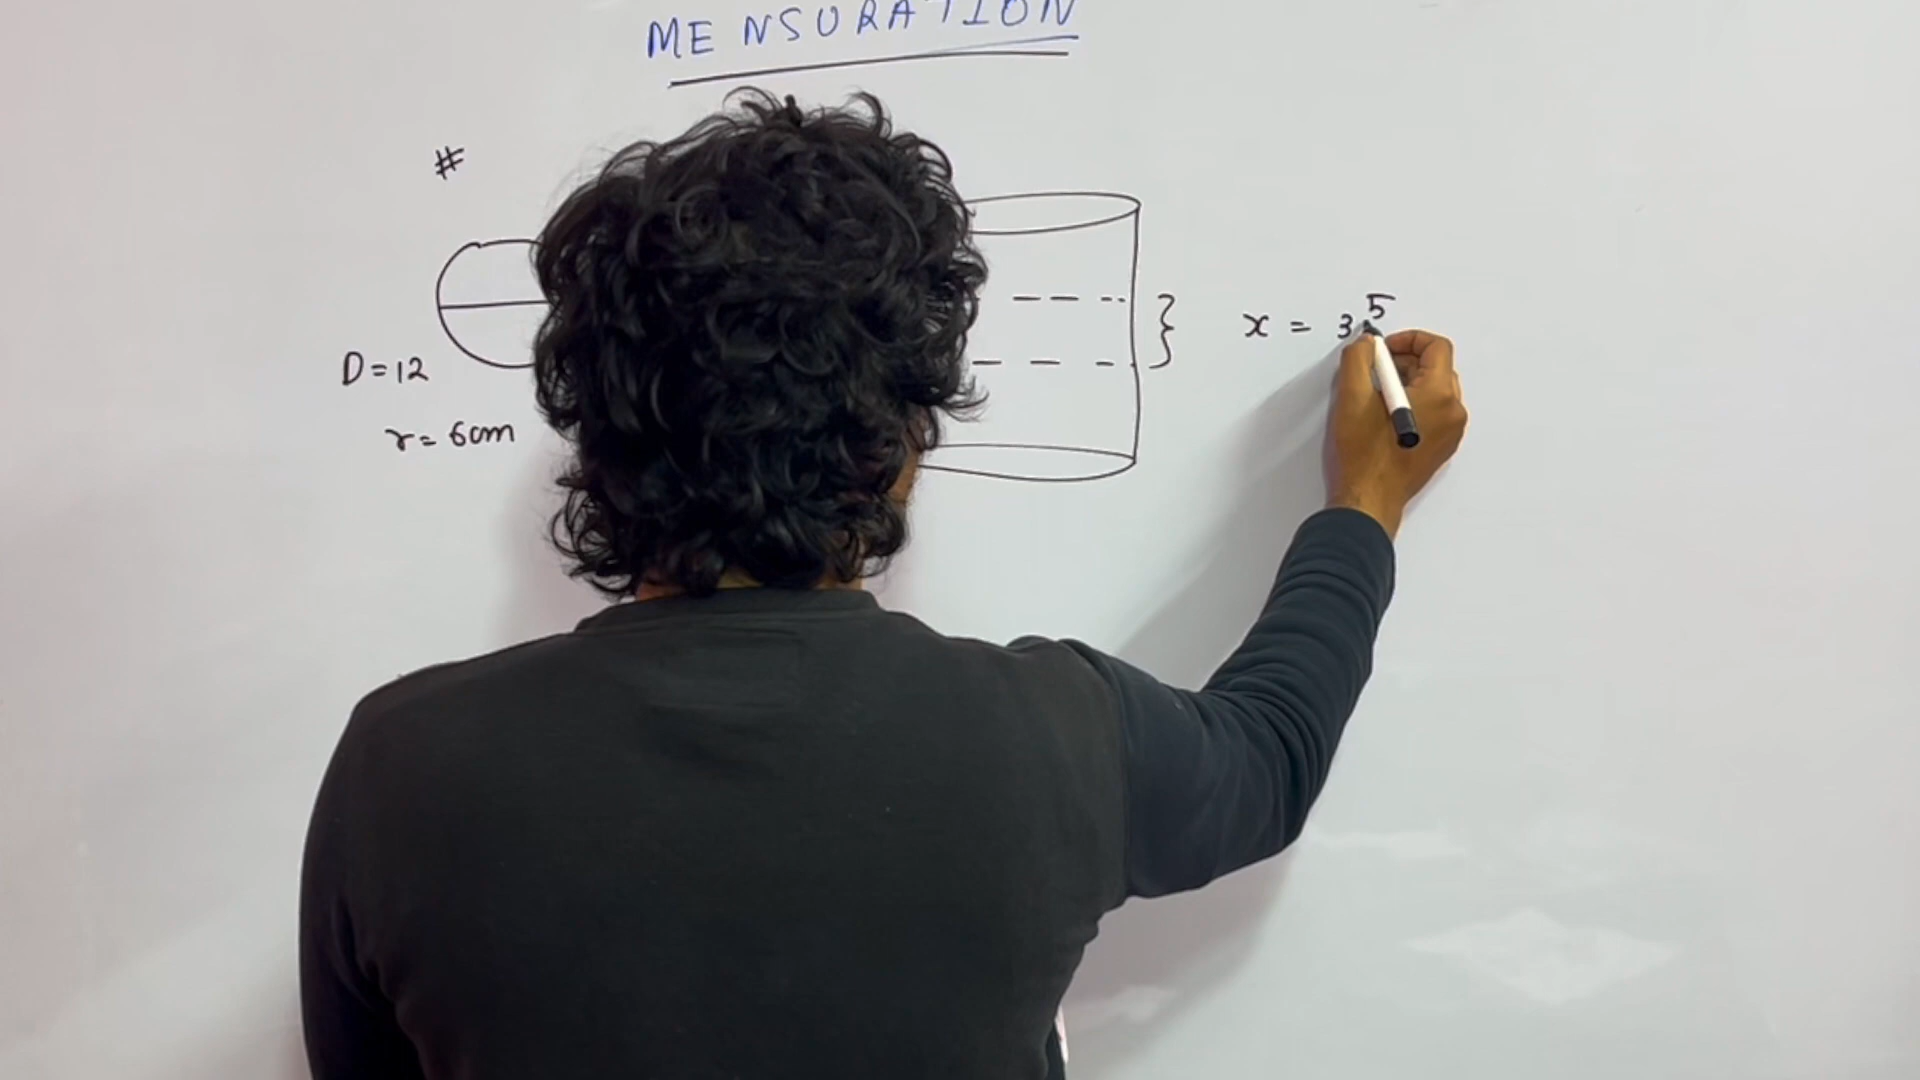 MENSURATION
#
x = 3 5
D = 12
r = 6cm